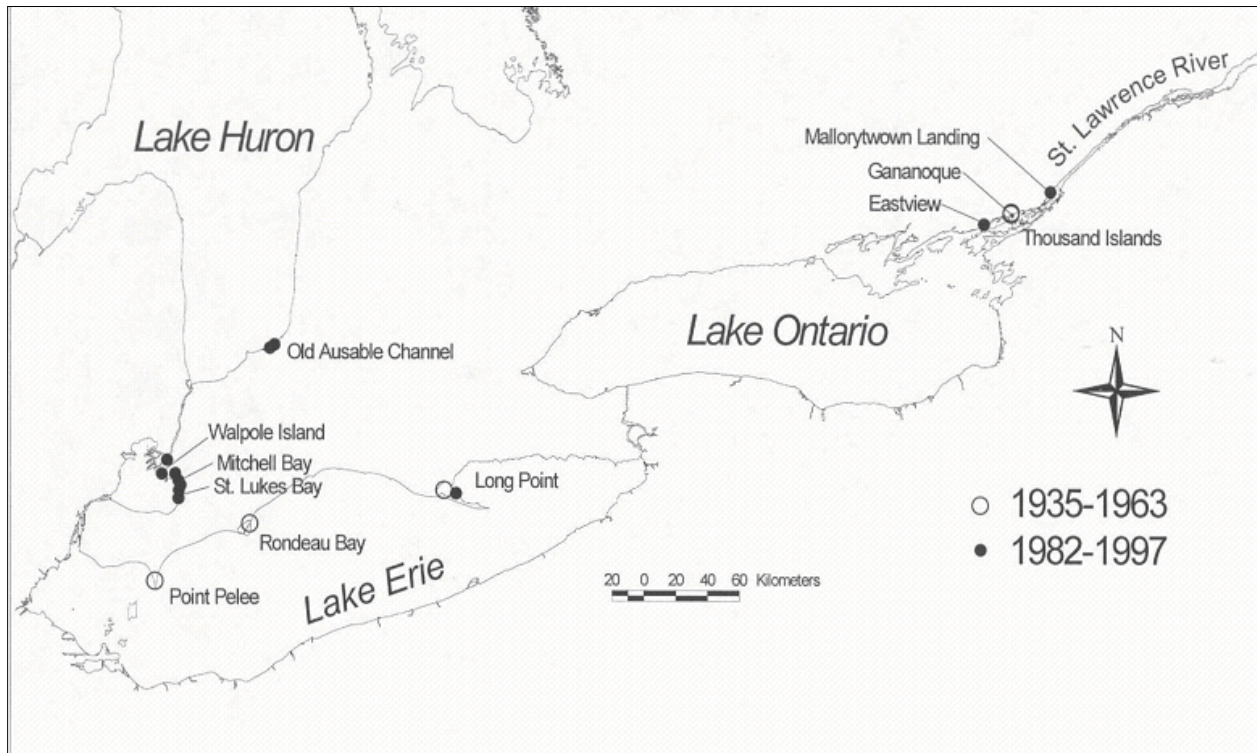 St. Lawrence River
Lake Huron
Mallorytwown Landing
Gananoque
Eastview
Thousand Islands
Lake Ontario
Old Ausable Channel
N
Walpole Island
Mitchell Bay
St. Lukes Bay
Long Point
Rondeau Bay
Point Pelee
Lake Erie
1935-1963
1982-1997
20 0 20 40 60 Kilometers